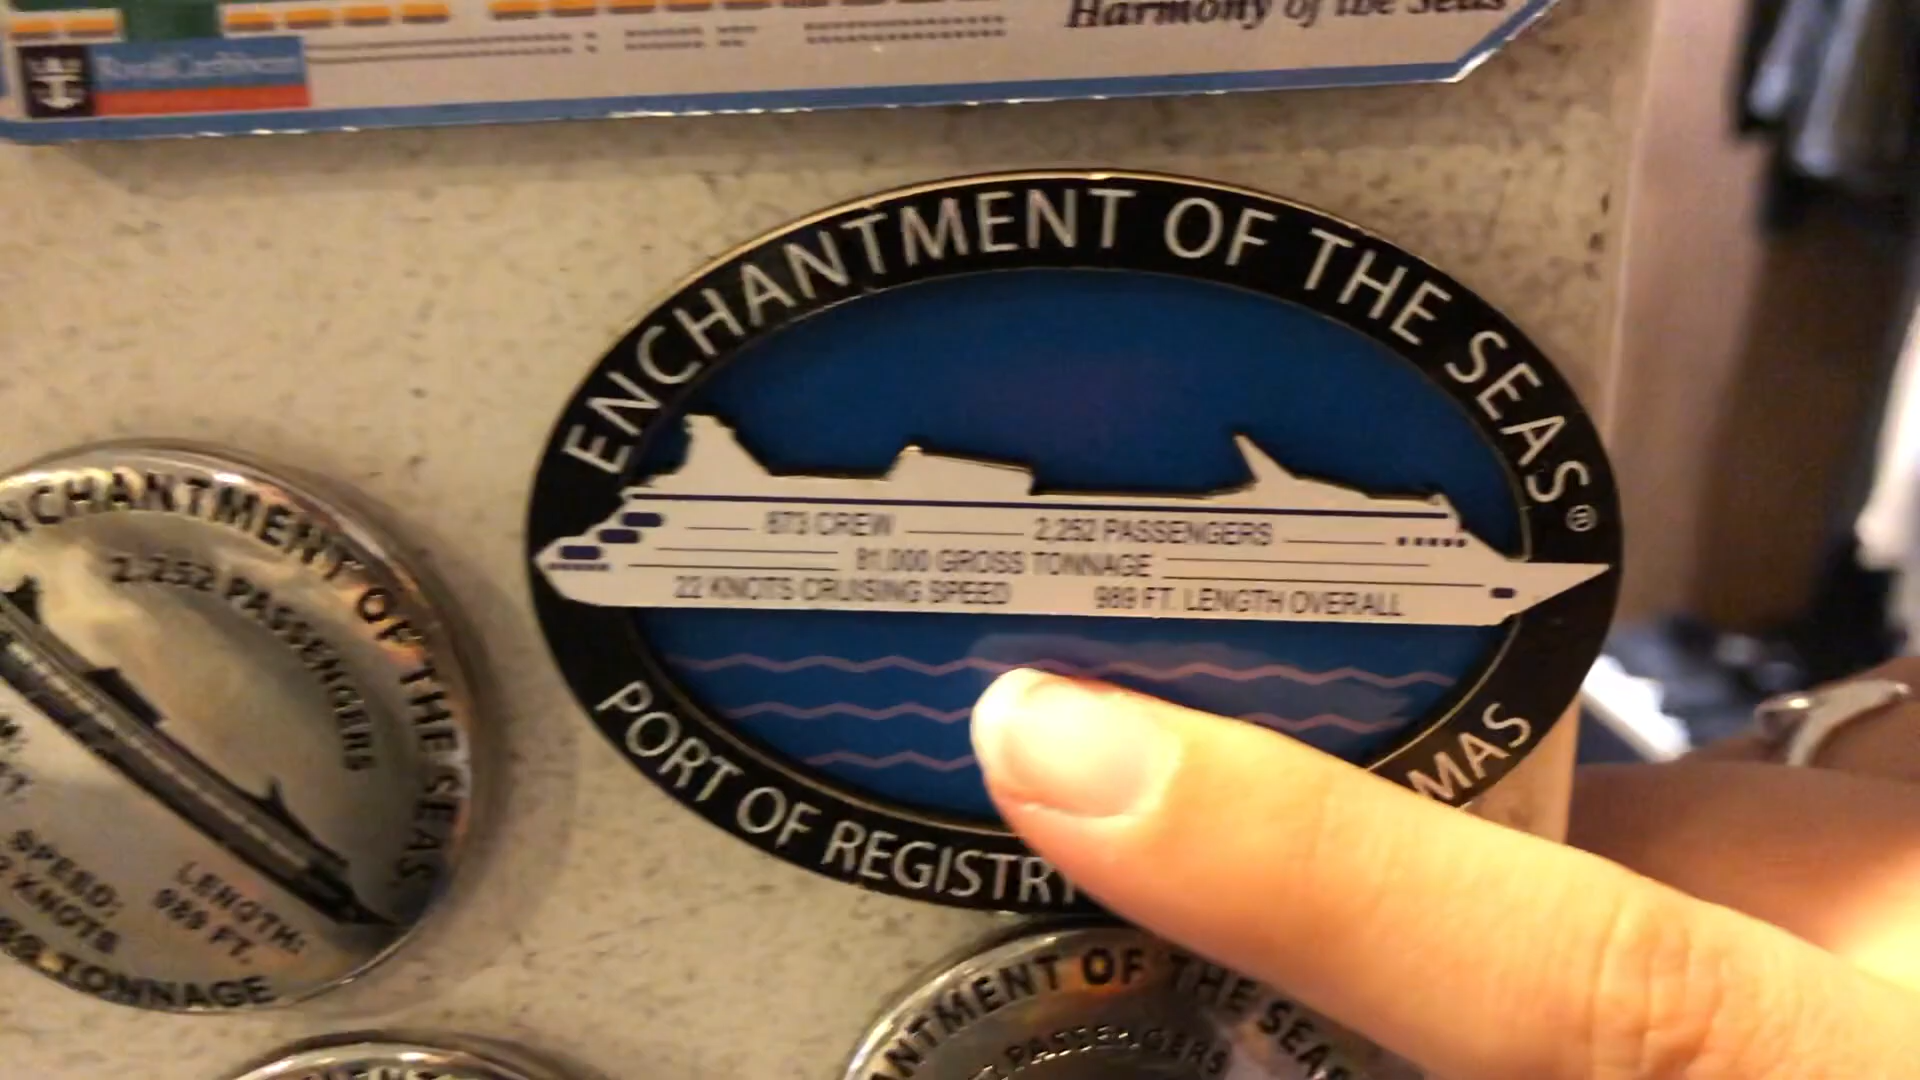 Harmony of the Seas
RoyalCaribbean
ENCHANTMENT OF THE SEAS®
873 CREW 2,252 PASSENGERS
81,000 GROSS TONNAGE
22 KNOTS CRUISING SPEED 989 FT. LENGTH OVERALL
PORT OF REGISTRY
MAS
ENCHANTMENT OF THE SEAS
2,252 PASSENGERS
SPEED:
KNOTS
LENGTH:
989 FT.
TONNAGE
ANTMENT OF THE SEAS
PASSENGERS